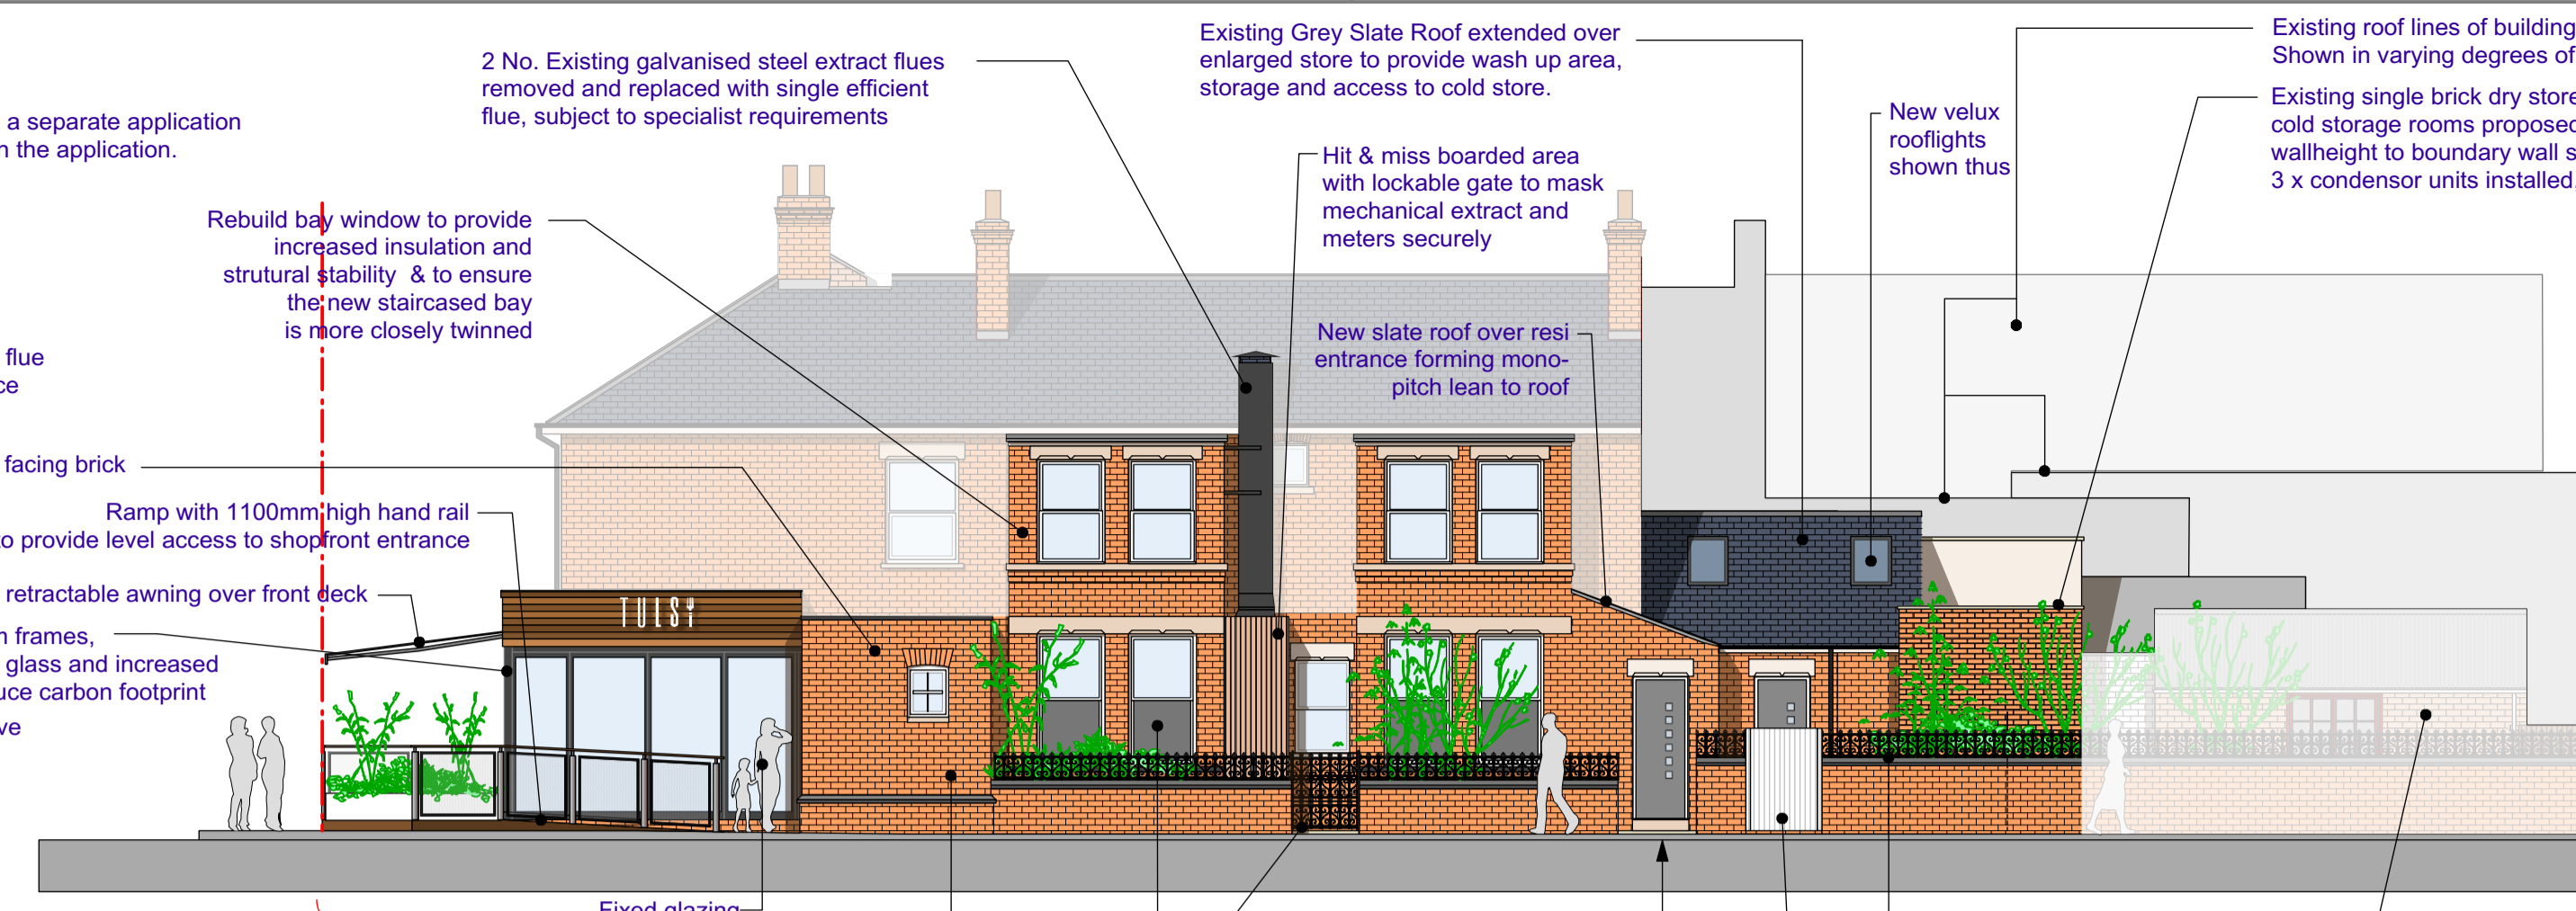 2 No. Existing galvanised steel extract flues
removed and replaced with single efficient
flue, subject to specialist requirements
Existing Grey Slate Roof extended over
enlarged store to provide wash up area,
storage and access to cold store.
Existing roof lines of building
Shown in varying degrees of
Existing single brick dry store
cold storage rooms proposed
wallheight to boundary wall s
3 x condensor units installed
New velux
rooflights
shown thus
a separate application
the application.
Hit & miss boarded area
with lockable gate to mask
mechanical extract and
meters securely
Rebuild bay window to provide
increased insulation and
strutural stability & to ensure
the new staircased bay
is more closely twinned
New slate roof over resi
entrance forming mono-
pitch lean to roof
flue
facing brick
Ramp with 1100mm high hand rail
to provide level access to shopfront entrance
retractable awning over front deck
frames,
glass and increased
carbon footprint
TULSI
Fixed glazing